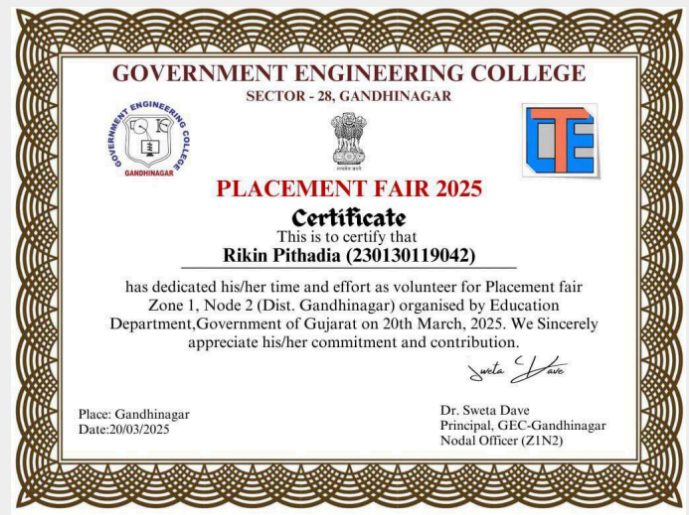 GOVERNMENT ENGINEERING COLLEGE
SECTOR - 28, GANDHINAGAR
GOVERNMENT ENGINEERING COLLEGE
GANDHINAGAR
CTE
PLACEMENT FAIR 2025
Certificate
This is to certify that
Rikin Pithadia (230130119042)
has dedicated his/her time and effort as volunteer for Placement fair
Zone 1, Node 2 (Dist. Gandhinagar) organised by Education
Department,Government of Gujarat on 20th March, 2025. We Sincerely
appreciate his/her commitment and contribution.
Sweta Dave
Place: Gandhinagar
Date:20/03/2025
Dr. Sweta Dave
Principal, GEC-Gandhinagar
Nodal Officer (Z1N2)